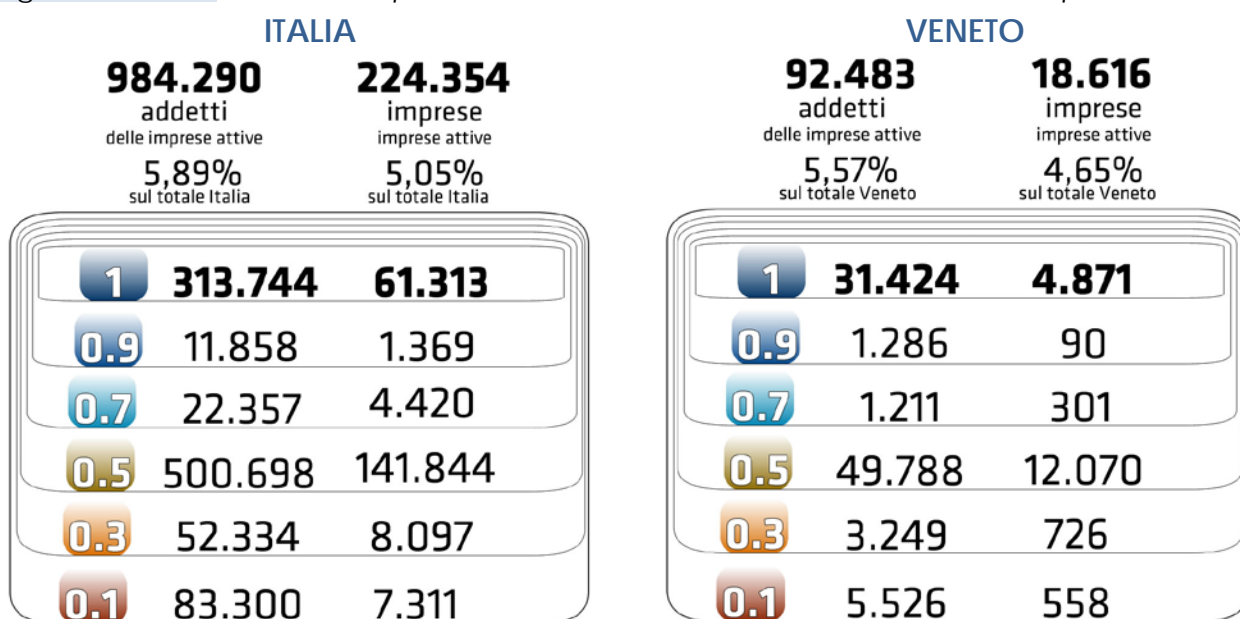 ITALIA
984.290 224.354
addetti imprese
delle imprese attive imprese attive
5,89% 5,05%
sul totale Italia sul totale Italia
1 313.744 61.313
0.9 11.858 1.369
0.7 22.357 4.420
0.5 500.698 141.844
0.3 52.334 8.097
0.1 83.300 7.311
VENETO
92.483 18.616
addetti imprese
delle imprese attive imprese attive
5,57% 4,65%
sul totale Veneto sul totale Veneto
1 31.424 4.871
0.9 1.286 90
0.7 1.211 301
0.5 49.788 12.070
0.3 3.249 726
0.1 5.526 558